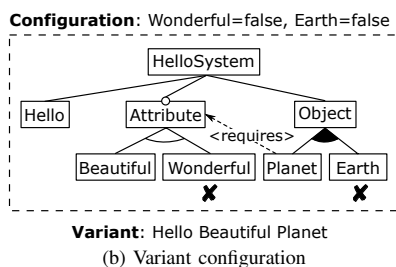 Configuration: Wonderful=false, Earth=false
HelloSystem
Hello
Attribute
Object
<requires>
Beautiful
Wonderful
Planet
Earth
Variant: Hello Beautiful Planet
(b) Variant configuration